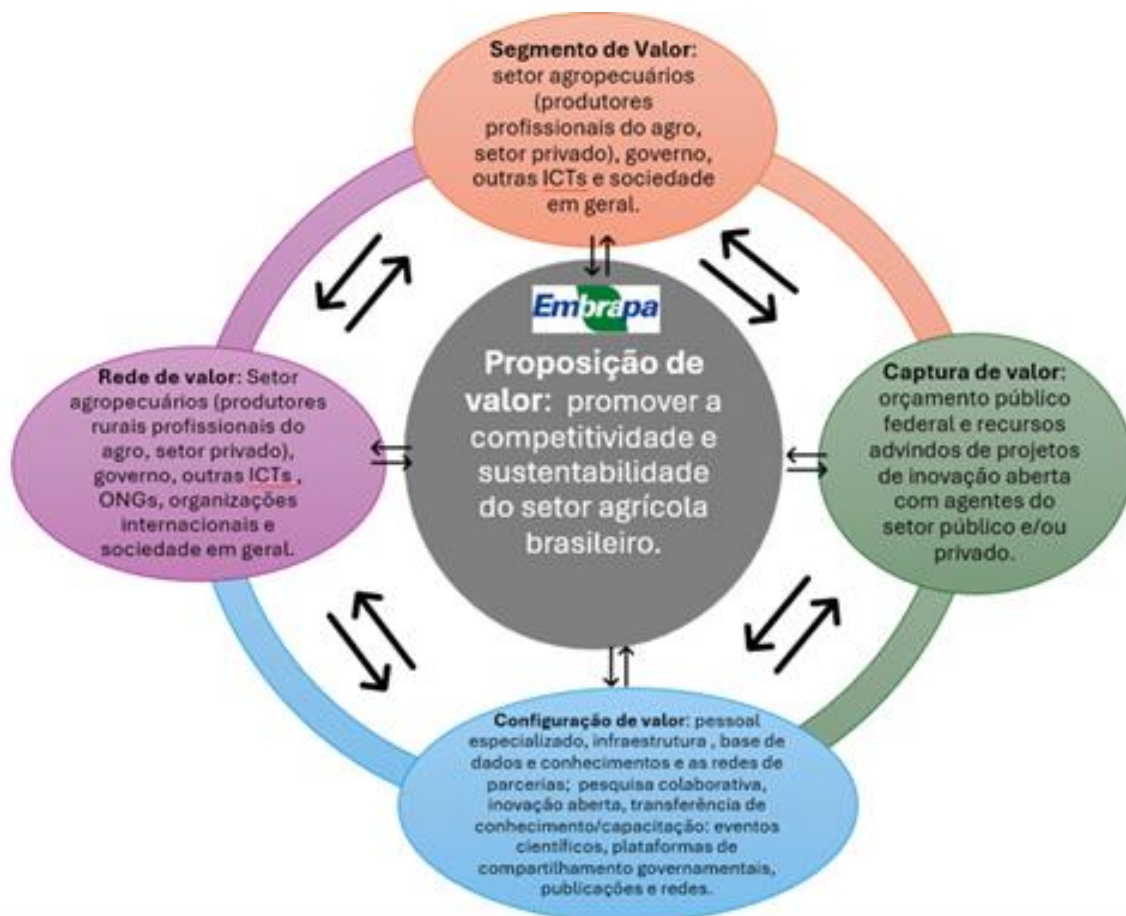 Segmento de Valor:
setor agropecuários
(produtores
profissionais do agro,
setor privado), governo,
outras ICTs e sociedade
em geral.
Embrapa
Proposição de
valor: promover a
competitividade e
sustentabilidade
do setor agrícola
brasileiro.
Rede de valor: Setor
agropecuários (produtores
rurais profissionais do
agro, setor privado),
governo, outras ICTs ,
ONGs, organizações
internacionais e
sociedade em geral.
Captura de valor:
orçamento público
federal e recursos
advindos de projetos
de inovação aberta
com agentes do
setor público e/ou
privado.
Configuração de valor: pessoal
especializado, infraestrutura , base de
dados e conhecimentos e as redes de
parcerias; pesquisa colaborativa,
inovação aberta, transferência de
conhecimento/capacitação: eventos
científicos, plataformas de
compartilhamento governamentais,
publicações e redes.